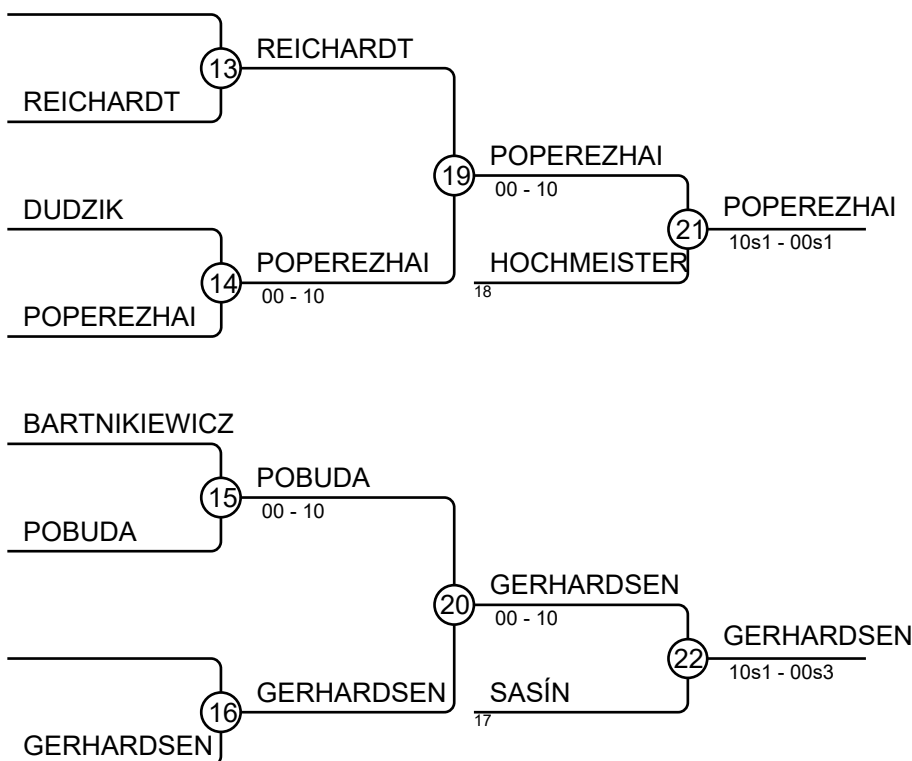 REICHARDT
13
REICHARDT
POPEREZHAI
19
00 - 10
DUDZIK
POPEREZHAI
21
10s1 - 00s1
POPEREZHAI
HOCHMEISTER
14
00 - 10
18
POPEREZHAI
BARTNIKIEWICZ
POBUDA
15
00 - 10
POBUDA
GERHARDSEN
20
00 - 10
GERHARDSEN
22
10s1 - 00s3
GERHARDSEN
SASÍN
16
17
GERHARDSEN